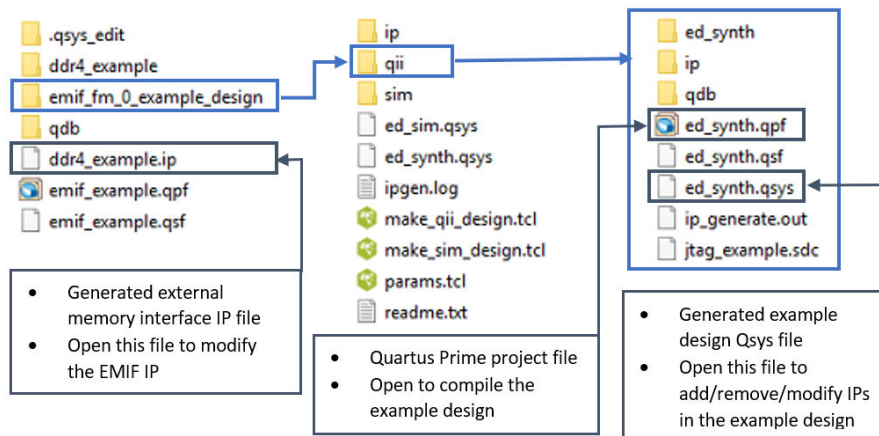 .qsys_edit
ddr4_example
emif_fm_0_example_design
qdb
ddr4_example.ip
emif_example.qpf
emif_example.qsf
• Generated external
memory interface IP file
• Open this file to modify
the EMIF IP
ip
qii
sim
ed_sim.qsys
ed_synth.qsys
ipgen.log
make_qii_design.tcl
make_sim_design.tcl
params.tcl
readme.txt
• Quartus Prime project file
• Open to compile the
example design
ed_synth
ip
qdb
ed_synth.qpf
ed_synth.qsf
ed_synth.qsys
ip_generate.out
jtag_example.sdc
• Generated example
design Qsys file
• Open this file to
add/remove/modify IPs
in the example design